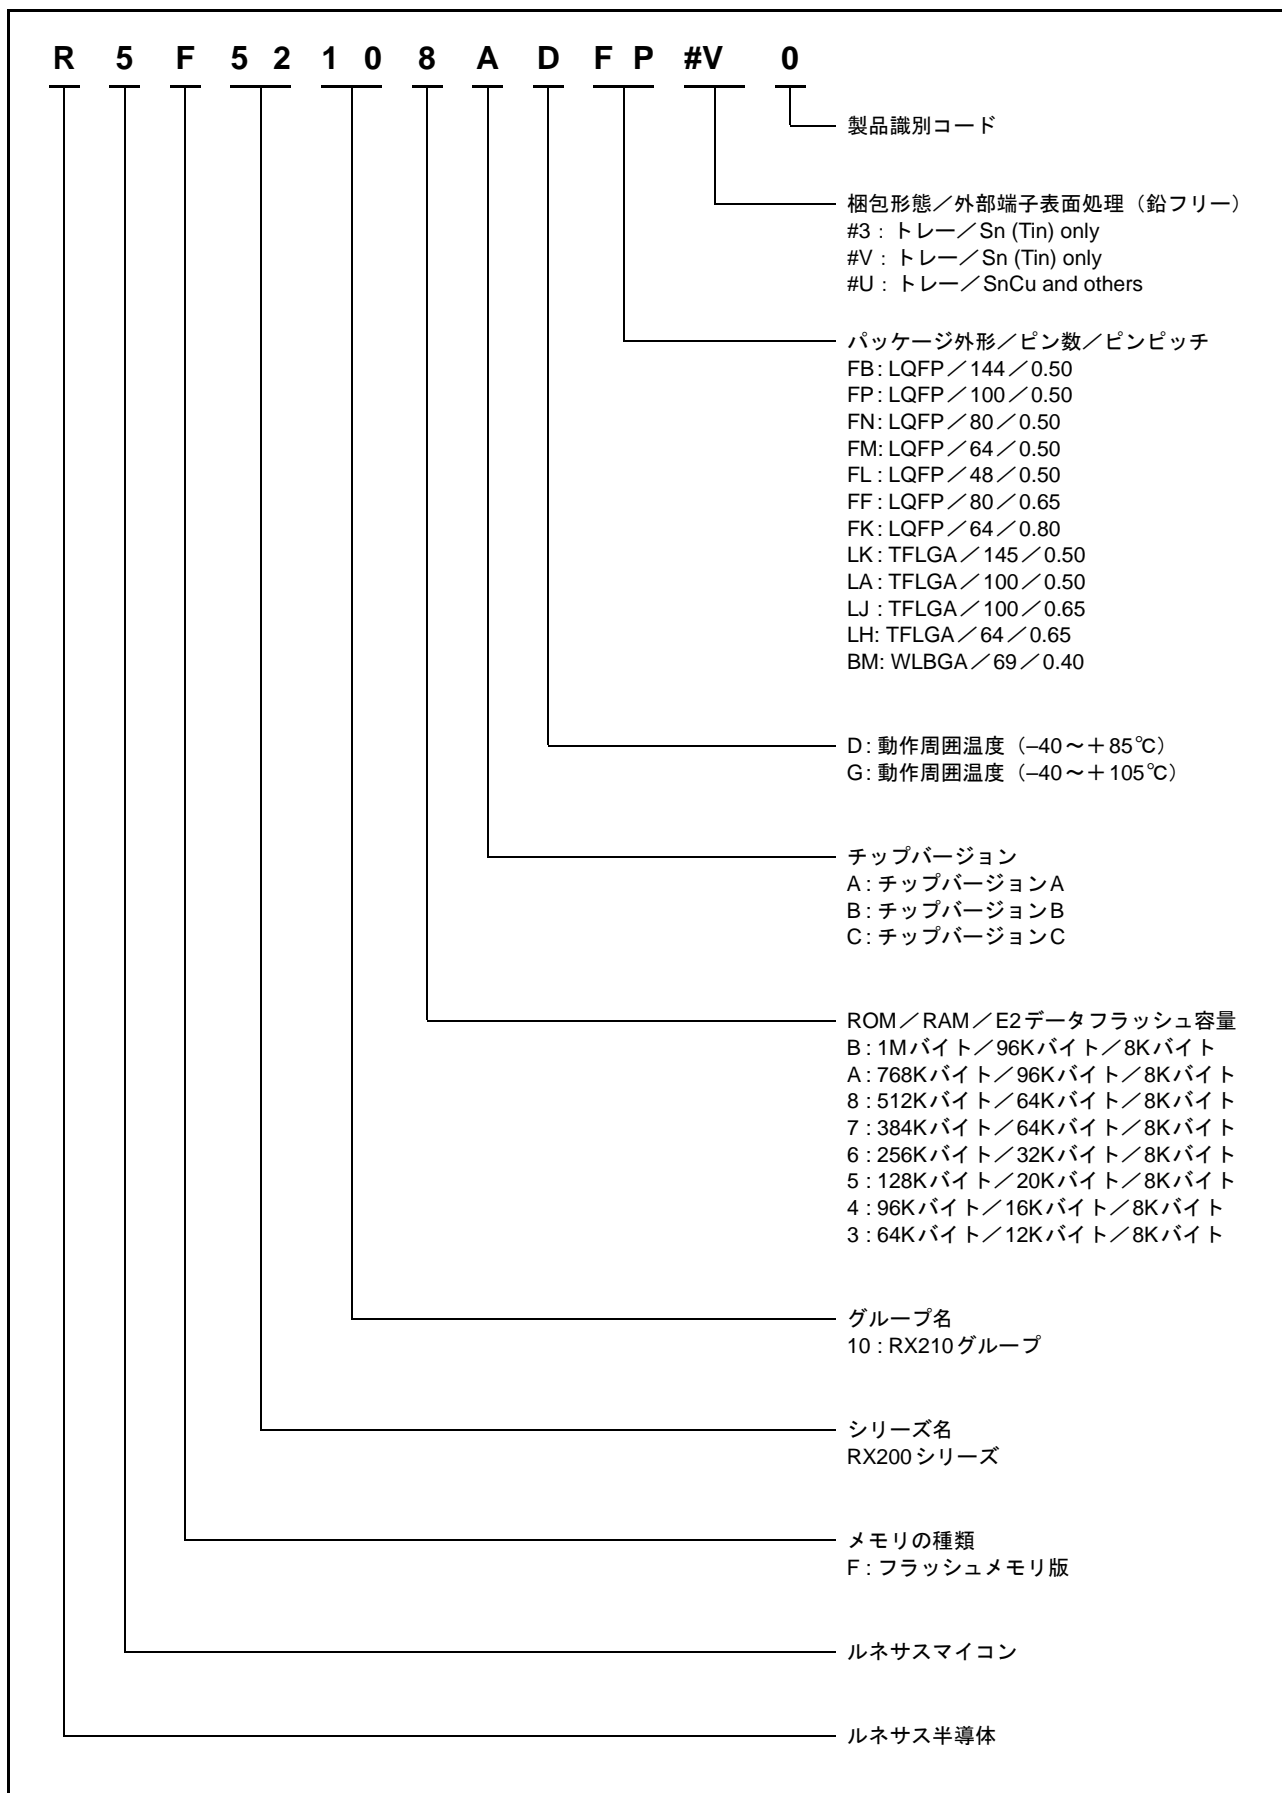 R 5 F 5 2 1 0 8 A D F P #V 0
製品識別コード
梱包形態／外部端子表面処理（鉛フリー）
#3：トレー／Sn (Tin) only
#V：トレー／Sn (Tin) only
#U：トレー／SnCu and others
パッケージ外形／ピン数／ピンピッチ
FB: LQFP／144／0.50
FP: LQFP／100／0.50
FN: LQFP／80／0.50
FM: LQFP／64／0.50
FL: LQFP／48／0.50
FF: LQFP／80／0.65
FK: LQFP／64／0.80
LK: TFLGA／145／0.50
LA: TFLGA／100／0.50
LJ: TFLGA／100／0.65
LH: TFLGA／64／0.65
BM: WLBGA／69／0.40
D: 動作周囲温度（–40～＋85℃）
G: 動作周囲温度（–40～＋105℃）
チップバージョン
A: チップバージョンA
B: チップバージョンB
C: チップバージョンC
ROM／RAM／E2データフラッシュ容量
B: 1Mバイト／96Kバイト／8Kバイト
A: 768Kバイト／96Kバイト／8Kバイト
8: 512Kバイト／64Kバイト／8Kバイト
7: 384Kバイト／64Kバイト／8Kバイト
6: 256Kバイト／32Kバイト／8Kバイト
5: 128Kバイト／20Kバイト／8Kバイト
4: 96Kバイト／16Kバイト／8Kバイト
3: 64Kバイト／12Kバイト／8Kバイト
グループ名
10: RX210グループ
シリーズ名
RX200シリーズ
メモリの種類
F: フラッシュメモリ版
ルネサスマイコン
ルネサス半導体